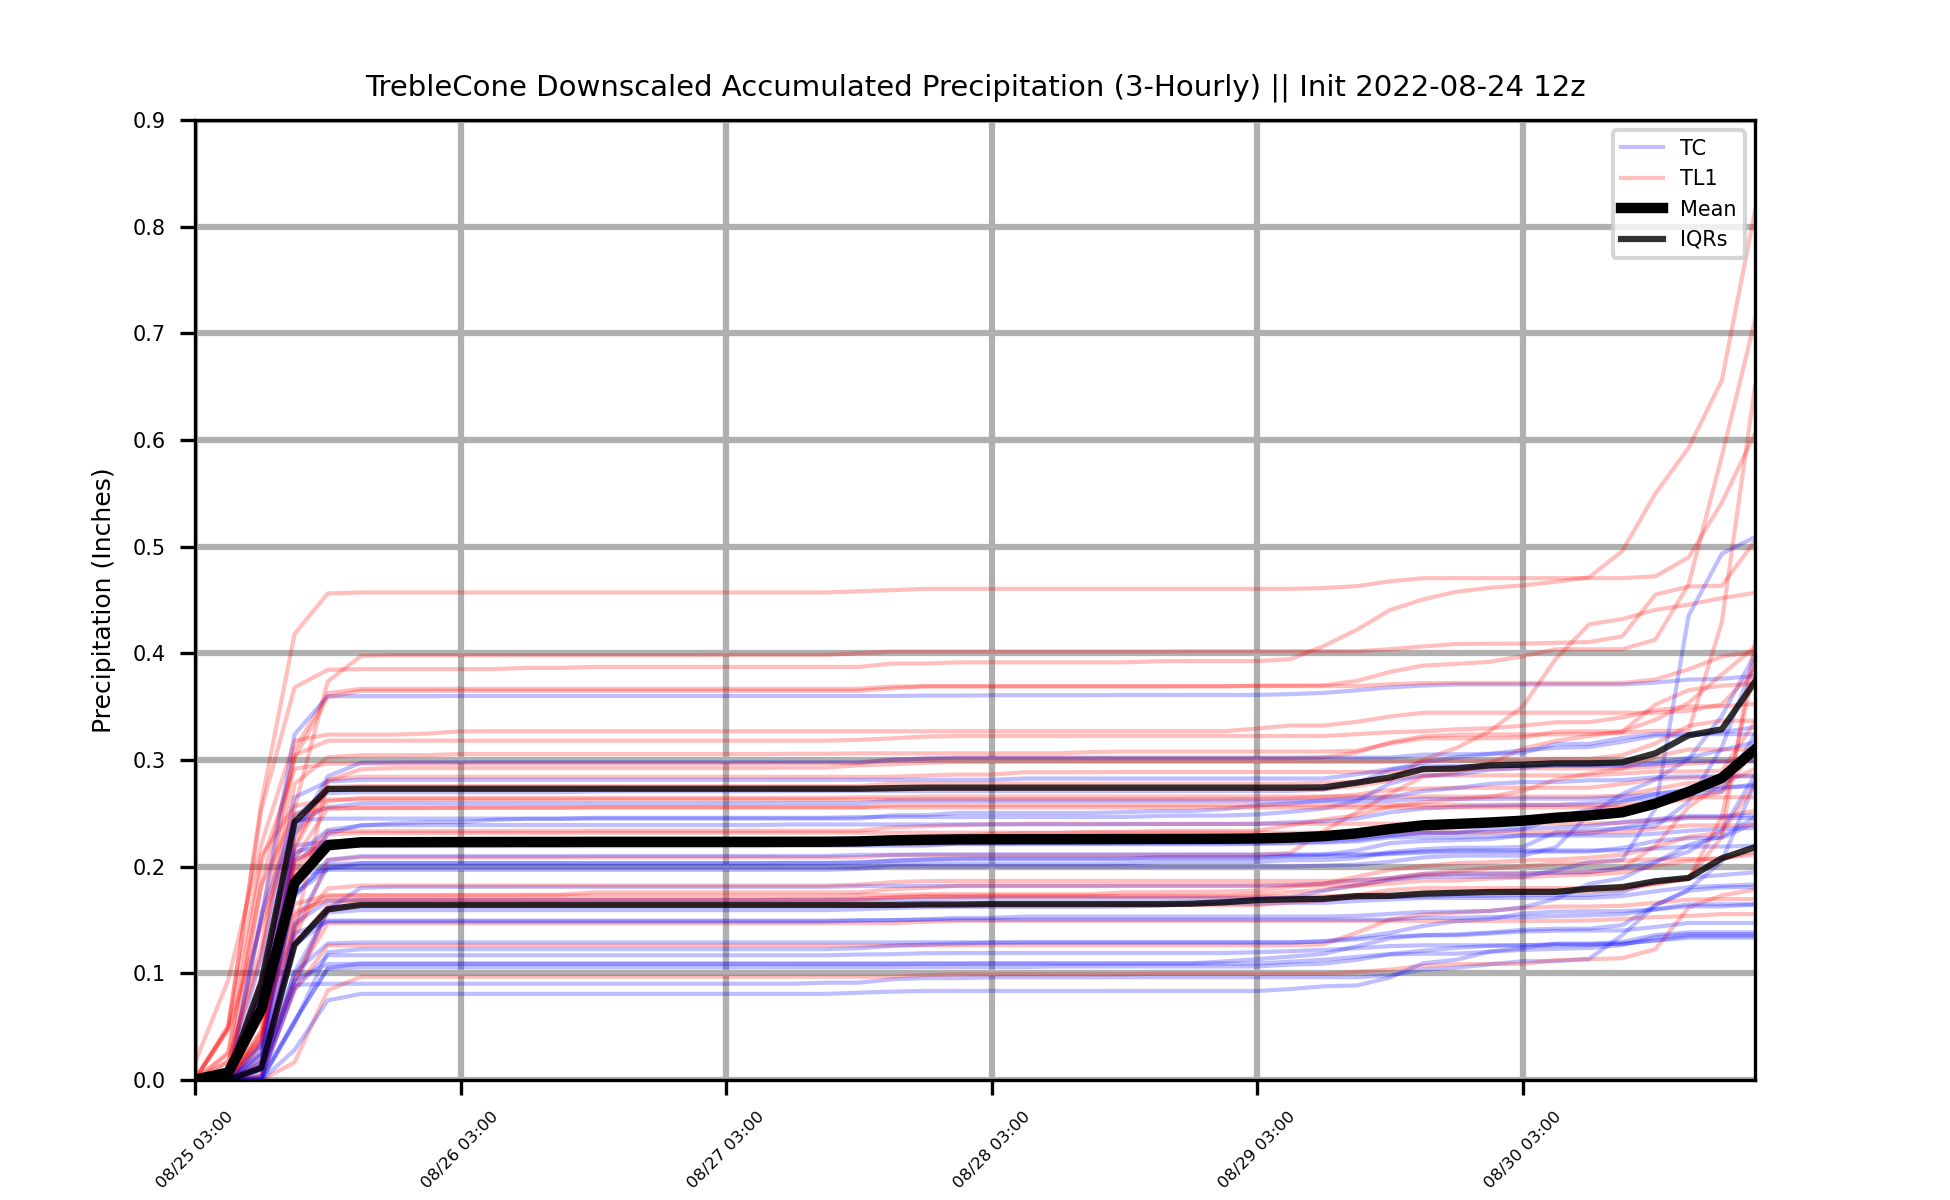 TrebleCone Downscaled Accumulated Precipitation (3-Hourly) || Init 2022-08-24 12z
TC
TL1
Mean
IQRs
Precipitation (Inches)
0.9
0.8
0.7
0.6
0.5
0.4
0.3
0.2
0.1
0.0
08/25 03:00
08/26 03:00
08/27 03:00
08/28 03:00
08/29 03:00
08/30 03:00